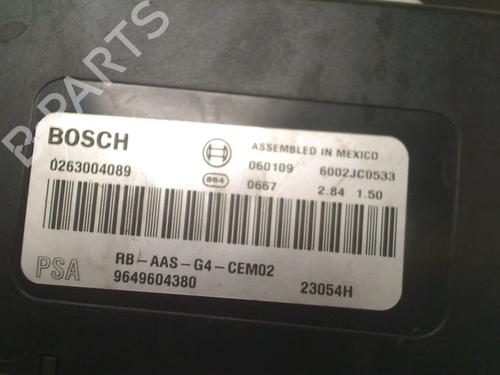 B-PARTS
BOSCH
ASSEMBLED IN MEXICO
0263004089
060109 6002JC0533
864
0667 2.84 1.50
RB-AAS-G4-CEM02
PSA
9649604380
23054H